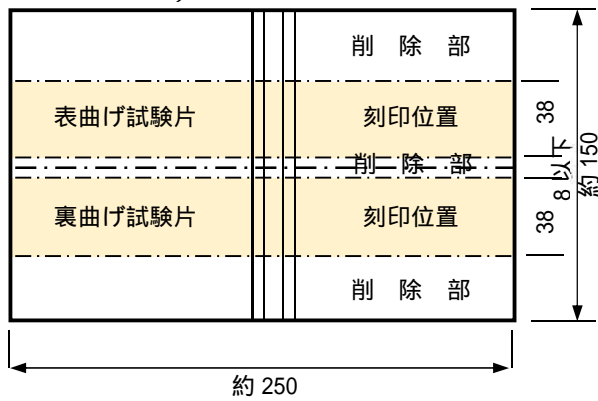 削 除 部
表曲げ試験片
刻印位置
削 除 部
裏曲げ試験片
刻印位置
削 除 部
38
8以下
38
約150
約 250